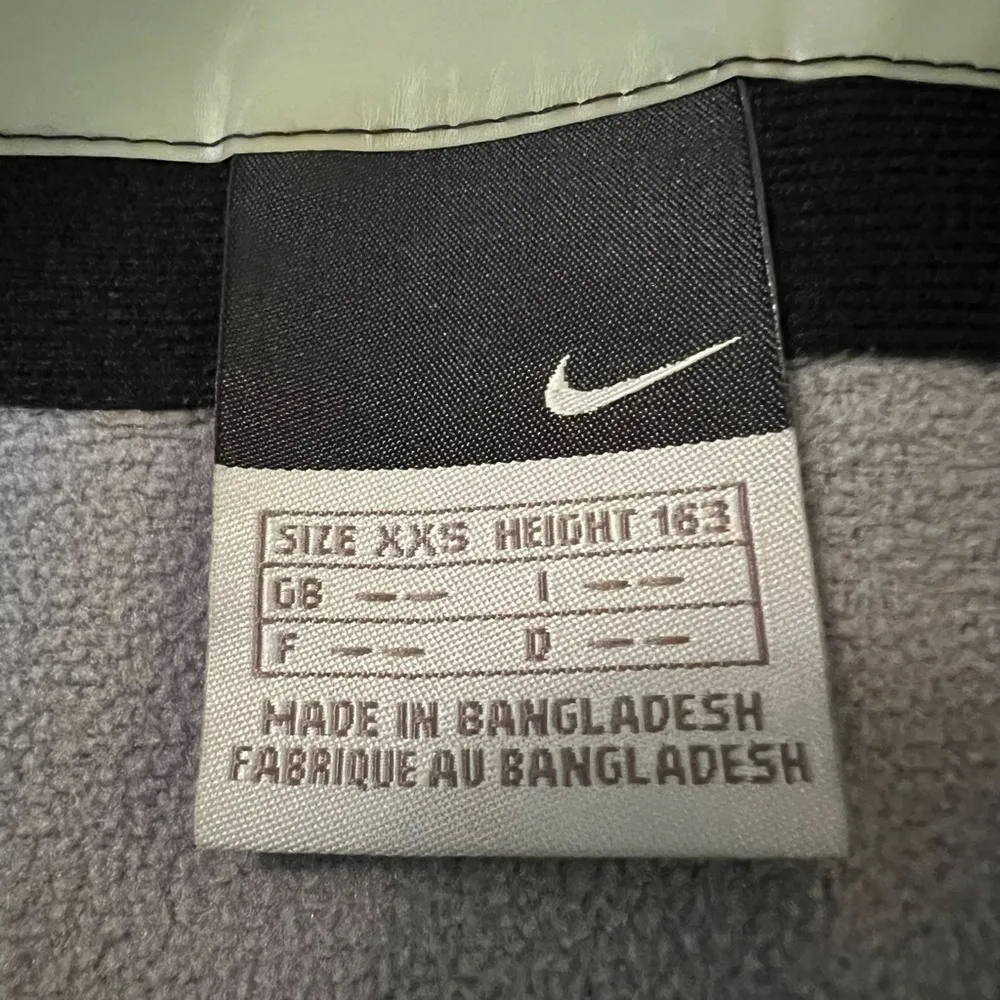 SIZE XXS HEIGHT 163
GB -- I --
F -- D --
MADE IN BANGLADESH
FABRIQUE AU BANGLADESH